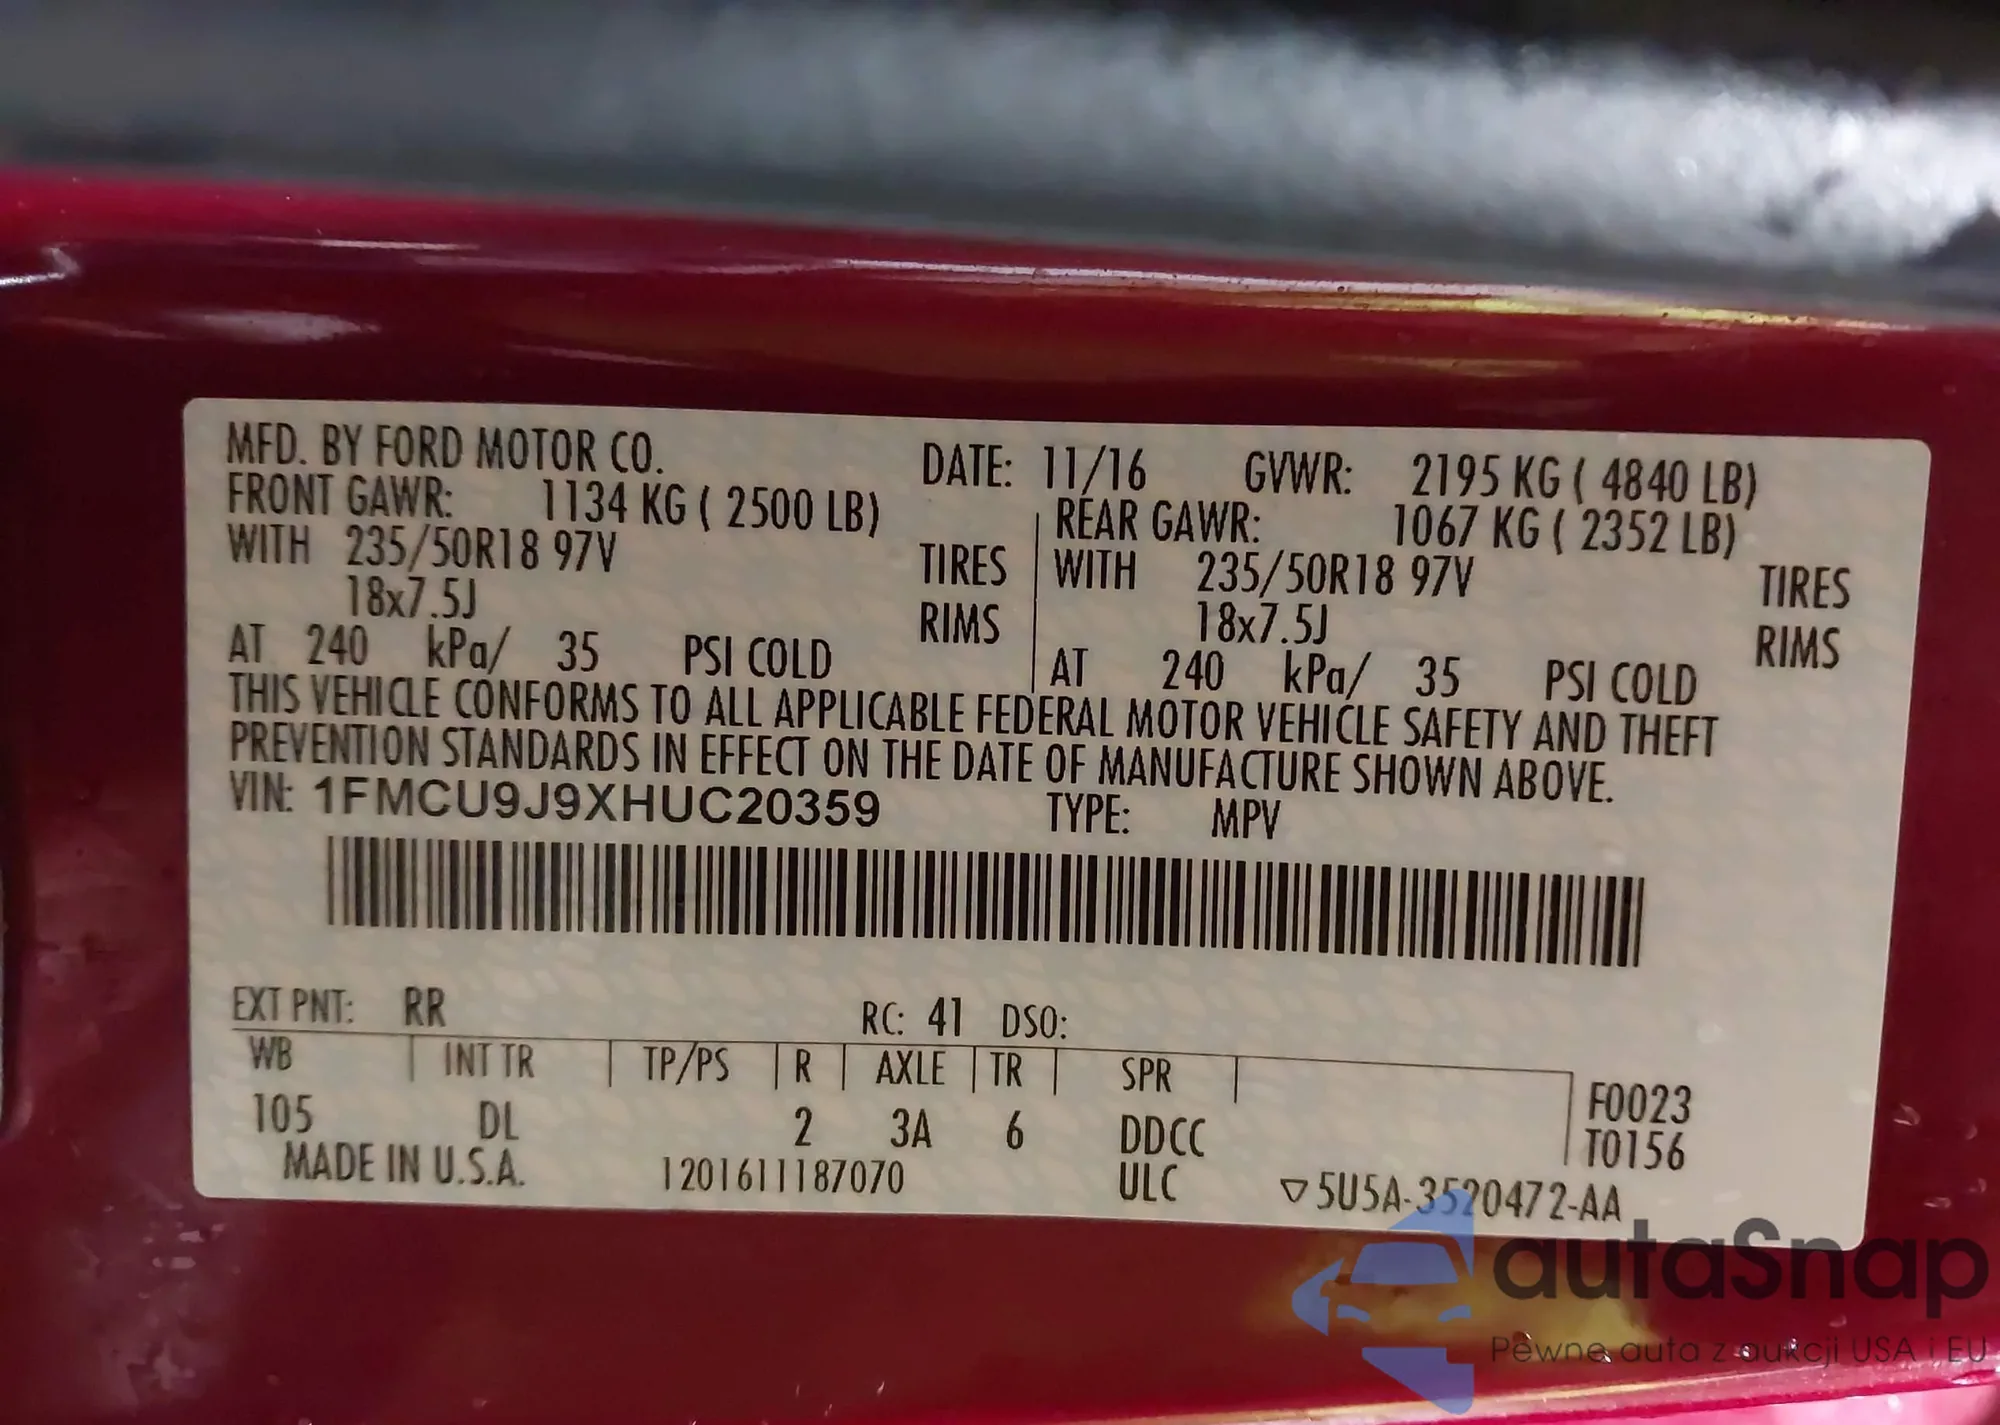 MFD. BY FORD MOTOR CO. DATE: 11/16 GVWR: 2195 KG ( 4840 LB)
FRONT GAWR: 1134 KG ( 2500 LB) REAR GAWR: 1067 KG ( 2352 LB)
WITH 235/50R18 97V TIRES WITH 235/50R18 97V TIRES
18x7.5J RIMS 18x7.5J RIMS
AT 240 kPa/ 35 PSI COLD AT 240 kPa/ 35 PSI COLD
THIS VEHICLE CONFORMS TO ALL APPLICABLE FEDERAL MOTOR VEHICLE SAFETY AND THEFT
PREVENTION STANDARDS IN EFFECT ON THE DATE OF MANUFACTURE SHOWN ABOVE.
VIN: 1FMCU9J9XHUC20359 TYPE: MPV
EXT PNT: RR RC: 41 DSO:
WB INT TR TP/PS R AXLE TR SPR F0023
105 DL 2 3A 6 DDCC T0156
MADE IN U.S.A. 1201611187070 ULC ▽5U5A-3520472-AA
autaSnap
Pewne auta z aukcji USA i EU